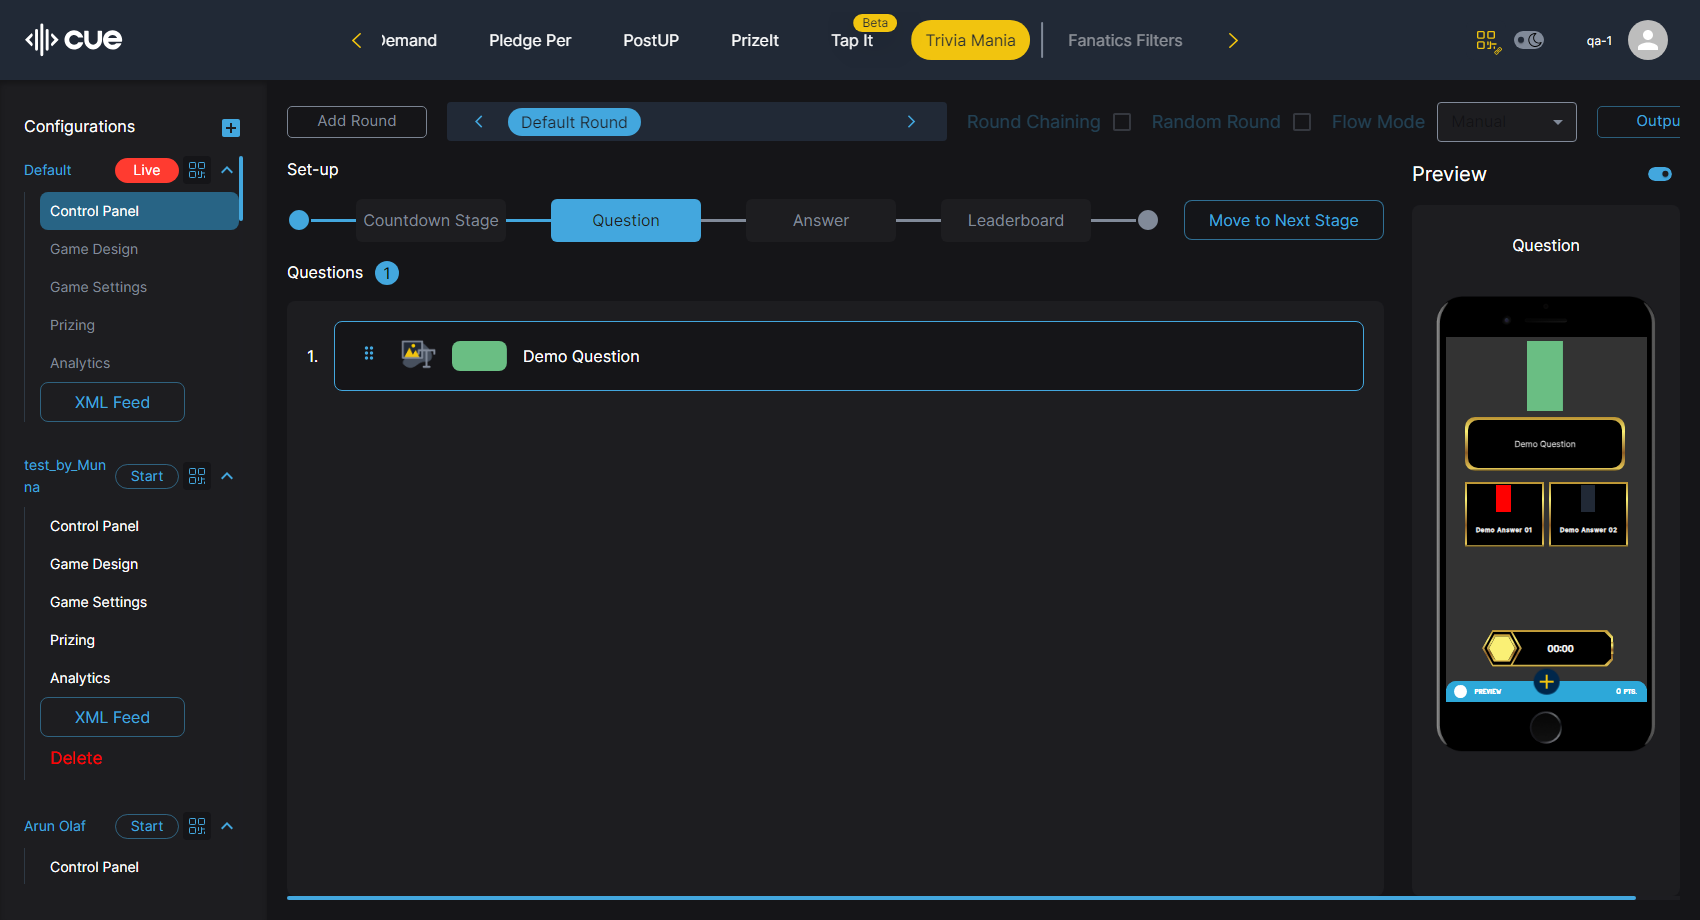 cue
Demand
Pledge Per
PostUP
PrizeIt
Tap It
Beta
Trivia Mania
Fanatics Filters
qa-1
Configurations
Default
Live
Control Panel
Game Design
Game Settings
Prizing
Analytics
XML Feed
test_by_Mun
na
Start
Control Panel
Game Design
Game Settings
Prizing
Analytics
XML Feed
Delete
Arun Olaf
Start
Control Panel
Add Round
Default Round
Round Chaining
Random Round
Flow Mode
Manual
Outpu
Set-up
Countdown Stage
Question
Answer
Leaderboard
Move to Next Stage
Questions 1
1.
Demo Question
Preview
Question
Demo Question
Demo Answer 01
Demo Answer 02
00:00
PREVIEW
0 PTS.